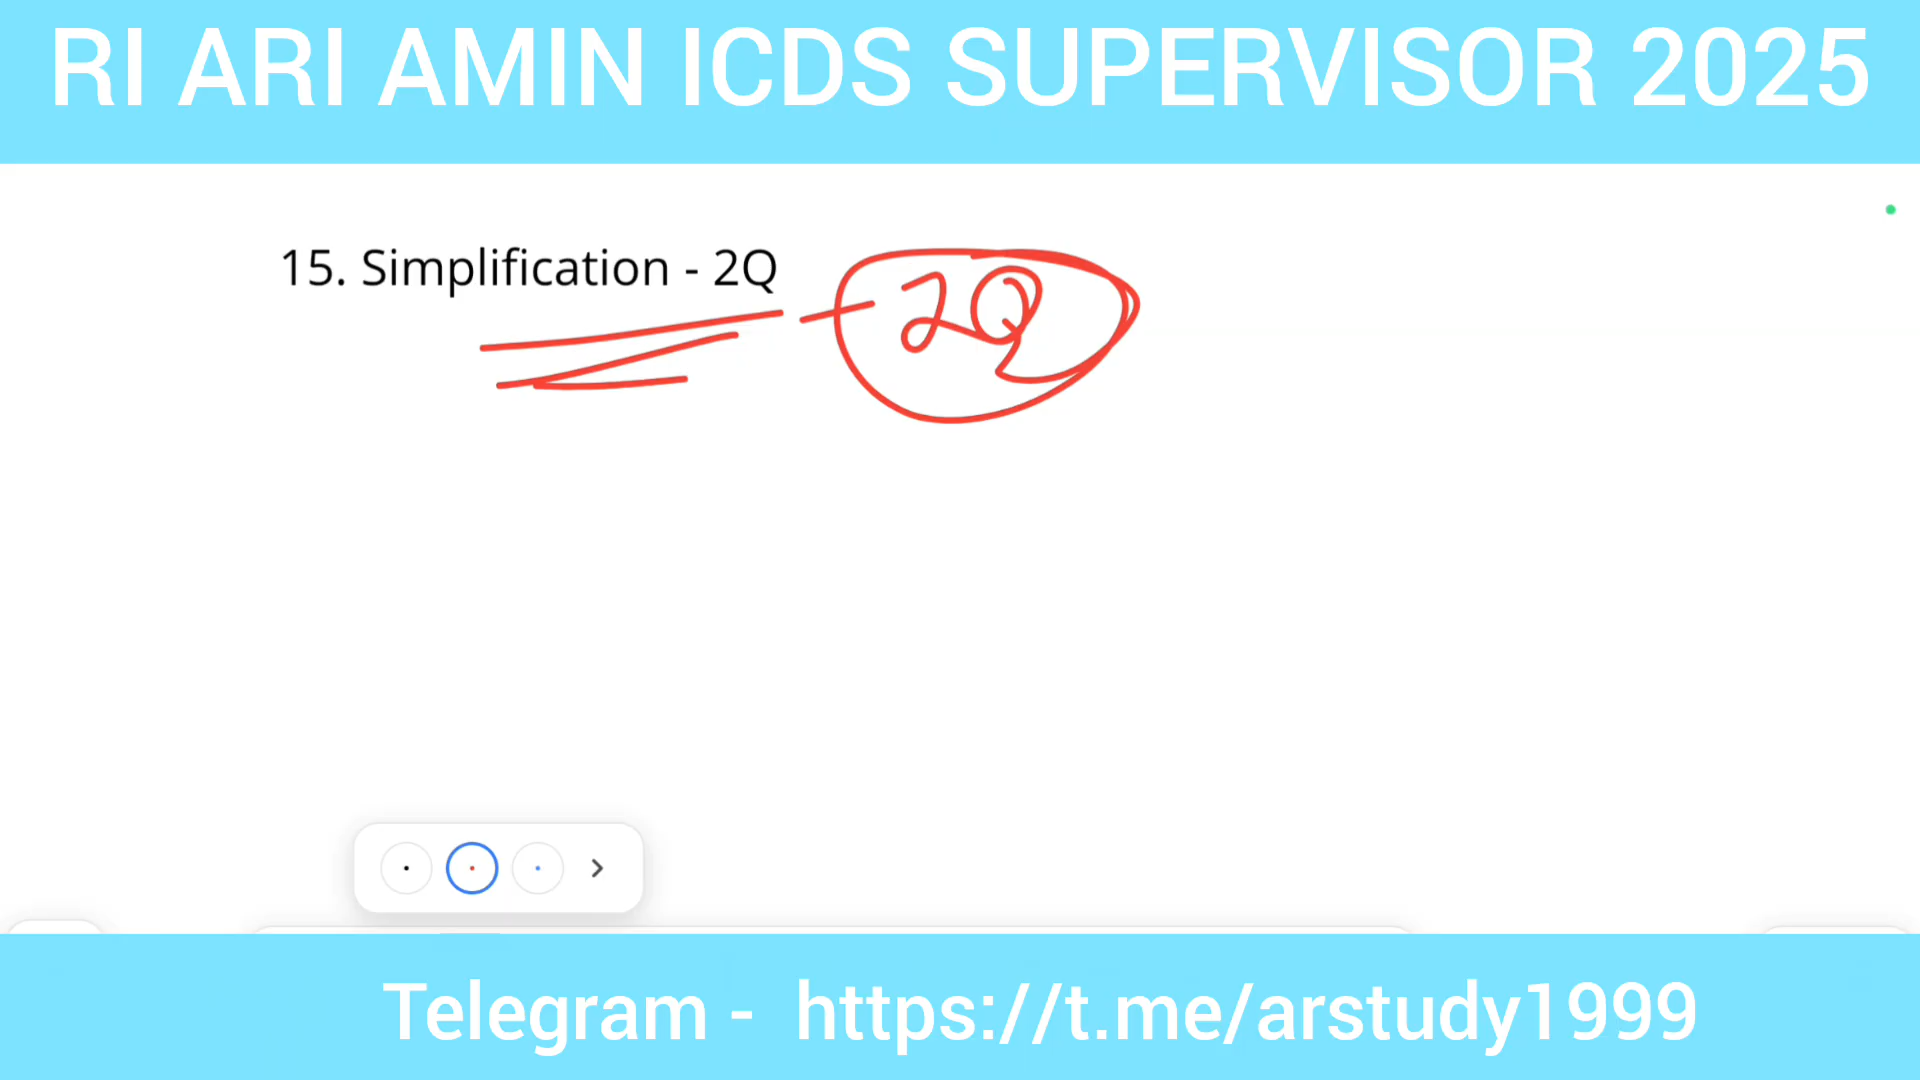 RI ARI AMIN ICDS SUPERVISOR 2025
15. Simplification - 2Q
- 2Q
Telegram - https://t.me/arstudy1999